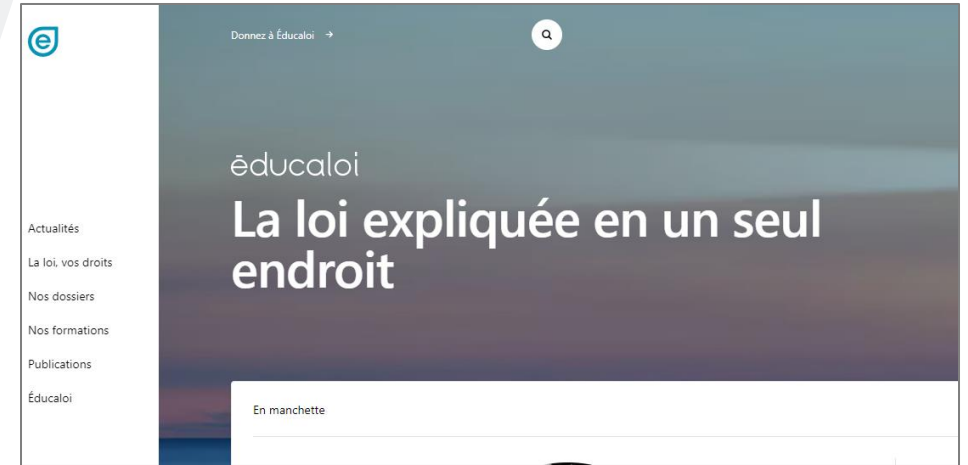 Donnez à Éducaloi →
ēducaloi
La loi expliquée en un seul
endroit
Actualités
La loi, vos droits
Nos dossiers
Nos formations
Publications
Éducaloi
En manchette